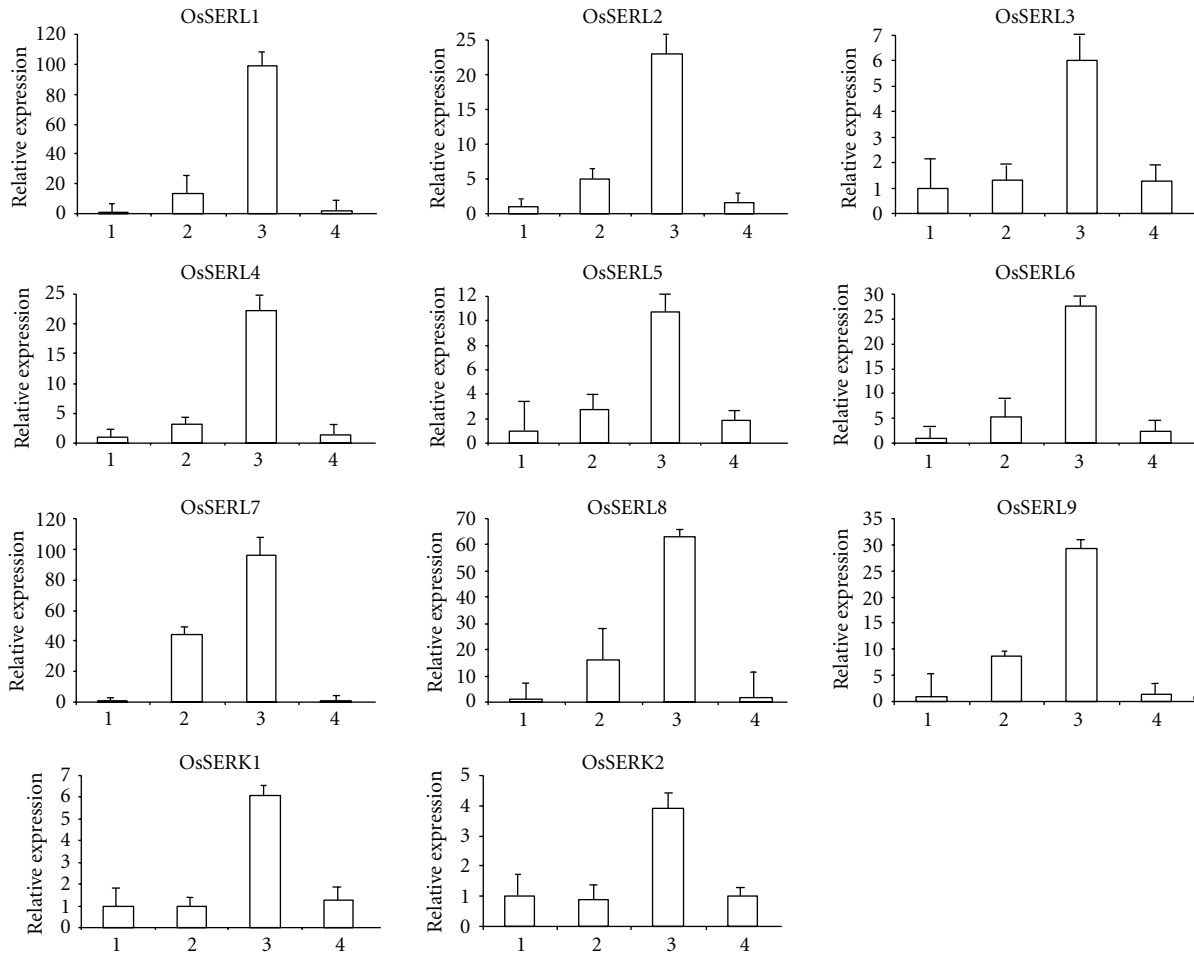 OsSERL1
Relative expression
120
100
80
60
40
20
0
1 2 3 4
OsSERL2
Relative expression
25
20
15
10
5
0
1 2 3 4
OsSERL3
Relative expression
7
6
5
4
3
2
1
0
1 2 3 4
OsSERL4
Relative expression
25
20
15
10
5
0
1 2 3 4
OsSERL5
Relative expression
12
10
8
6
4
2
0
1 2 3 4
OsSERL6
Relative expression
30
25
20
15
10
5
0
1 2 3 4
OsSERL7
Relative expression
120
100
80
60
40
20
0
1 2 3 4
OsSERL8
Relative expression
70
60
50
40
30
20
10
0
1 2 3 4
OsSERL9
Relative expression
35
30
25
20
15
10
5
0
1 2 3 4
OsSERK1
Relative expression
7
6
5
4
3
2
1
0
1 2 3 4
OsSERK2
Relative expression
5
4
3
2
1
0
1 2 3 4